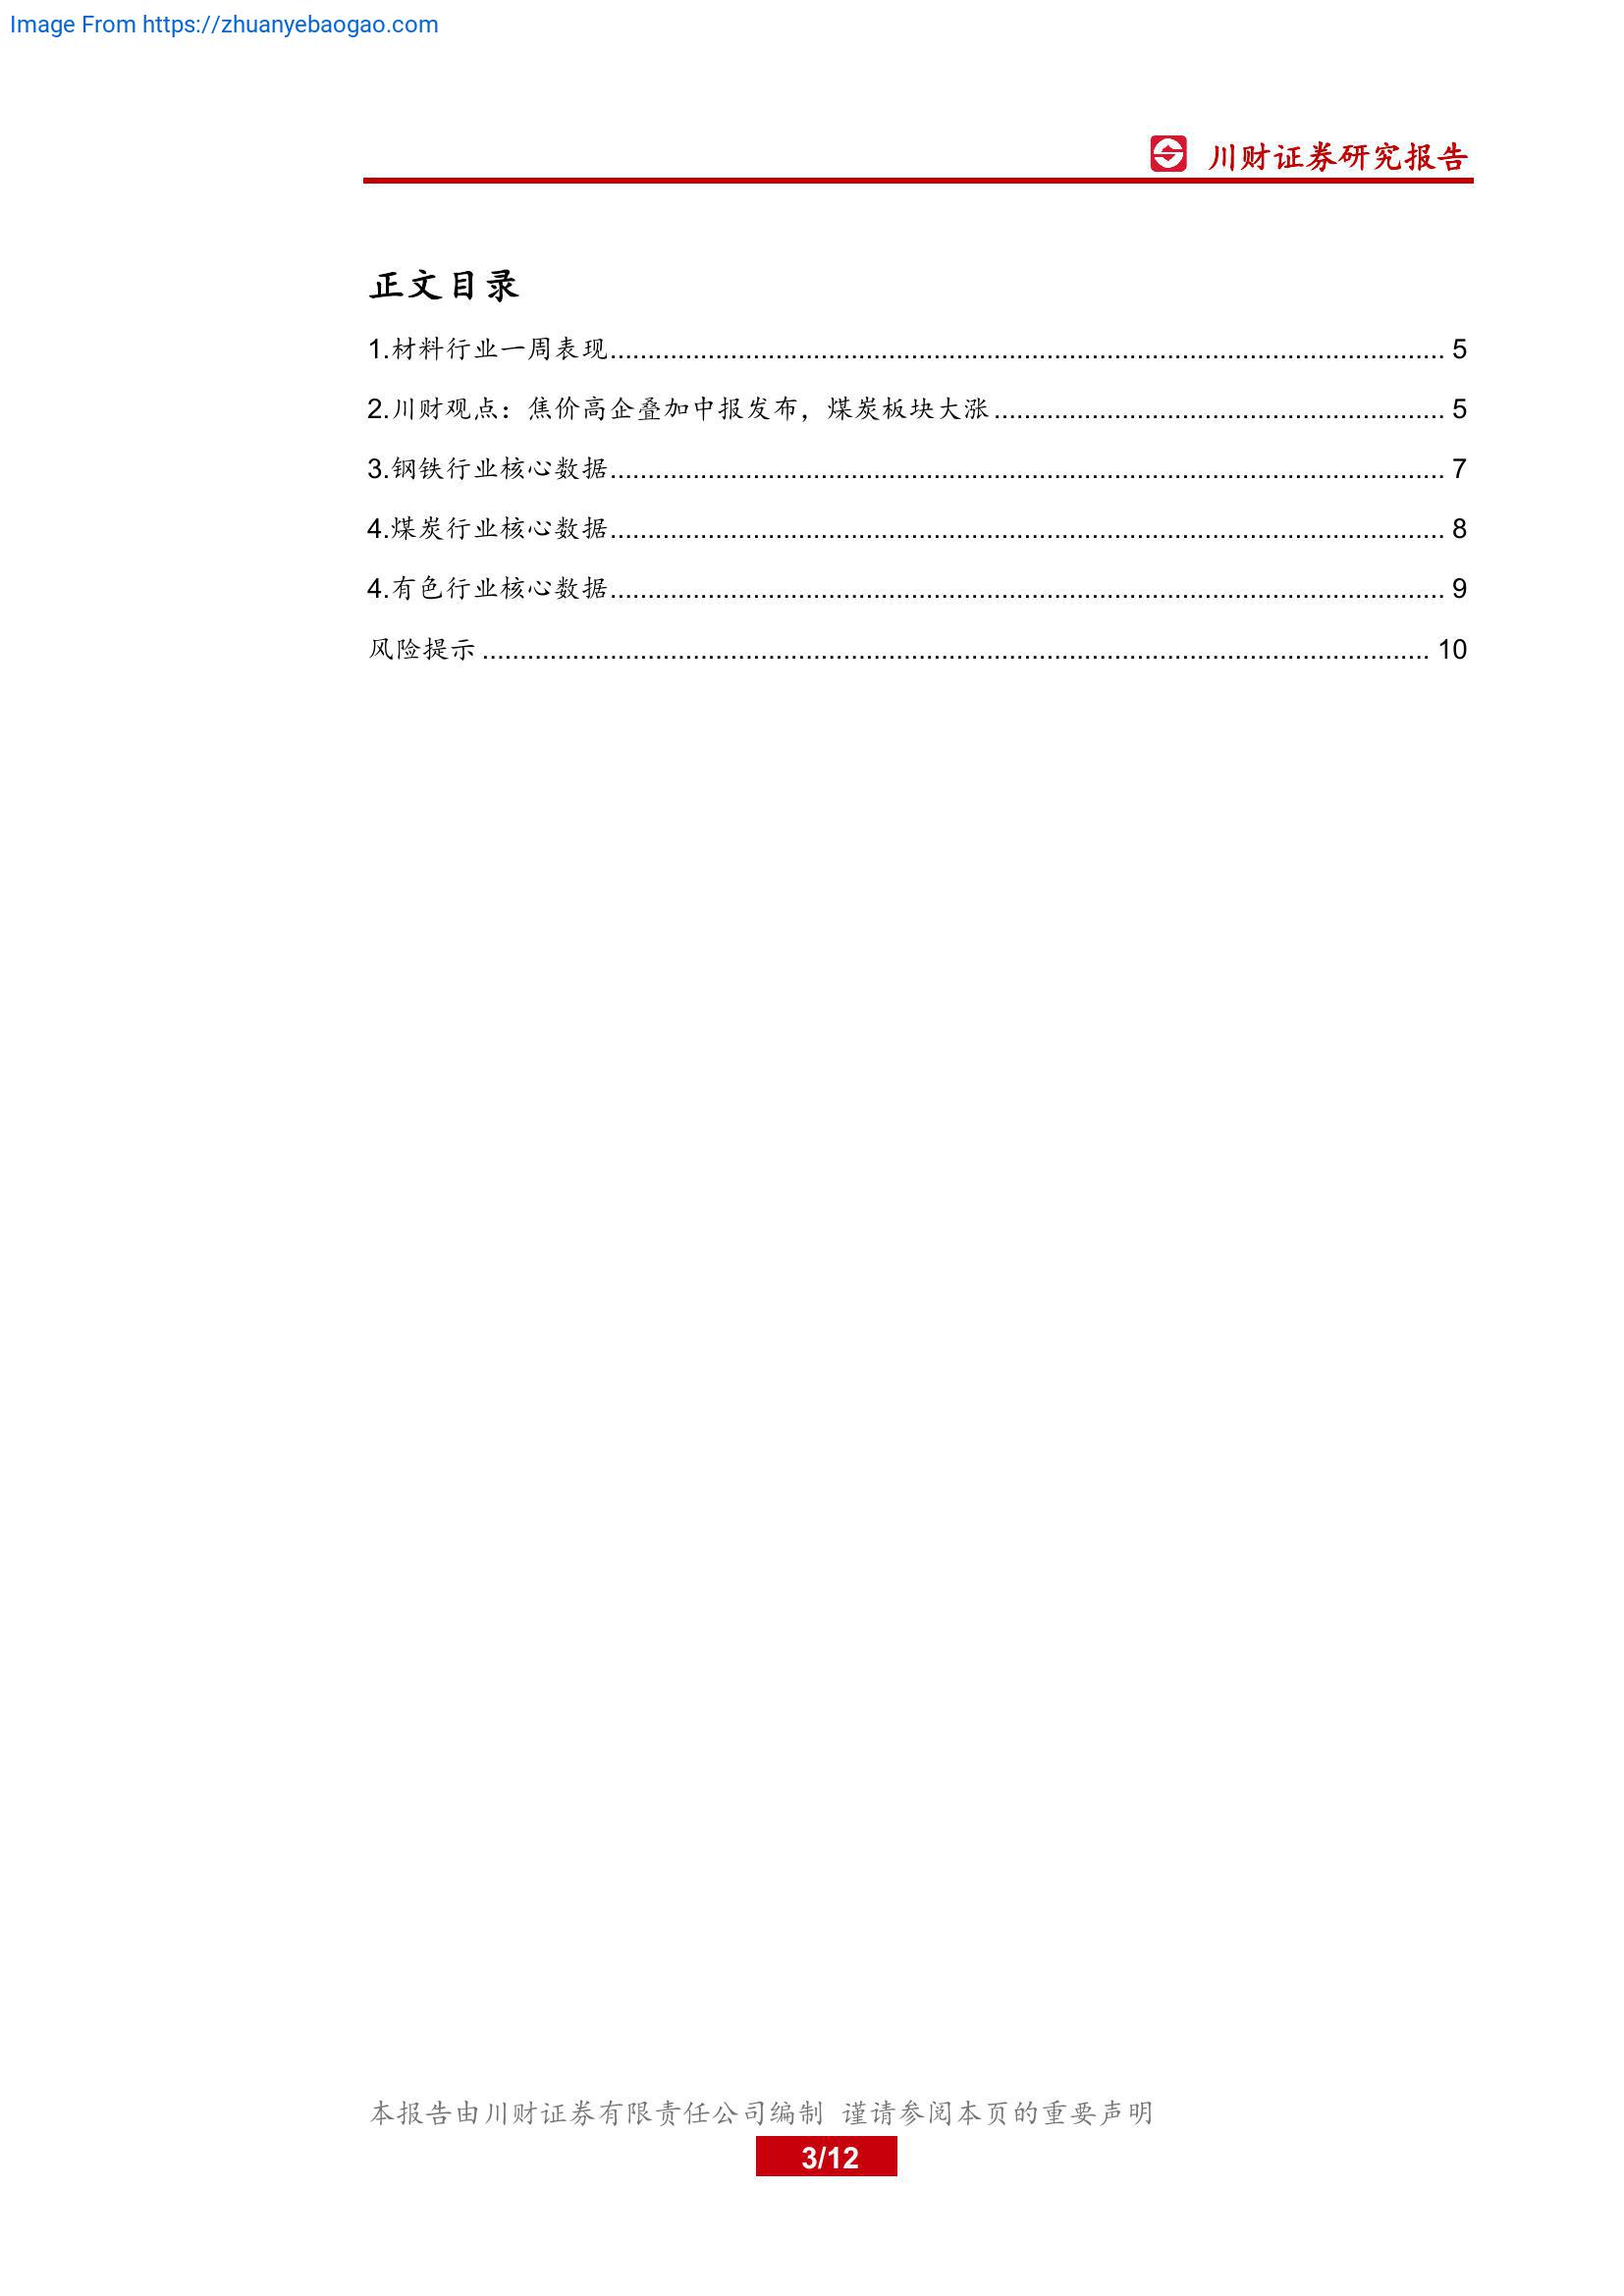 Image From https://zhuanyebaogao.com
川财证券研究报告
正文目录
1.材料行业一周表现........................................................................................................ 5
2.川财观点：焦价高企叠加中报发布，煤炭板块大涨........................................................ 5
3.钢铁行业核心数据........................................................................................................ 7
4.煤炭行业核心数据........................................................................................................ 8
4.有色行业核心数据........................................................................................................ 9
风险提示...................................................................................................................... 10
本报告由川财证券有限责任公司编制 谨请参阅本页的重要声明
3/12